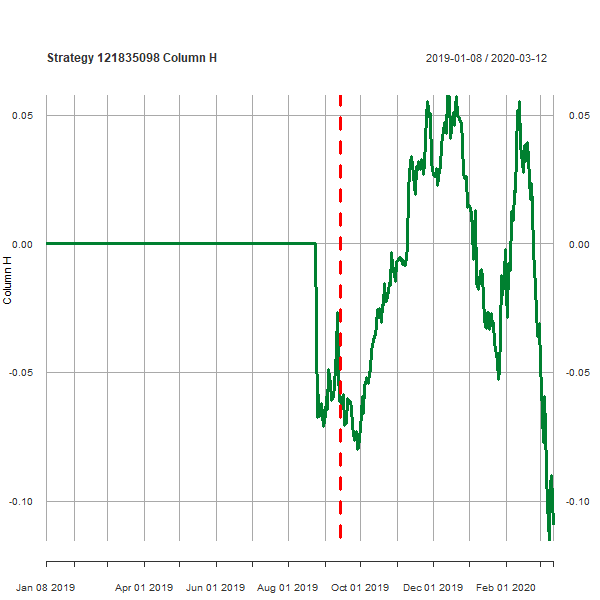 Strategy 121835098 Column H
2019-01-08 / 2020-03-12
0.05
0.05
0.00
0.00
Column H
-0.05
-0.05
-0.10
-0.10
Jan 08 2019
Apr 01 2019
Jun 01 2019
Aug 01 2019
Oct 01 2019
Dec 01 2019
Feb 01 2020